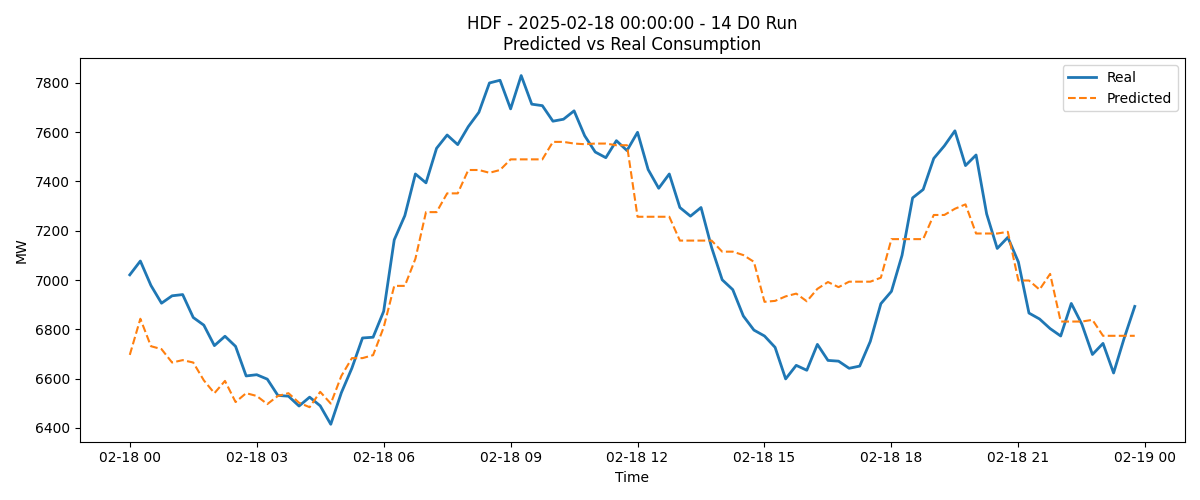 HDF - 2025-02-18 00:00:00 - 14 D0 Run
Predicted vs Real Consumption
Real
Predicted
7800
7600
7400
7200
7000
6800
6600
6400
MW
02-18 00
02-18 03
02-18 06
02-18 09
02-18 12
02-18 15
02-18 18
02-18 21
02-19 00
Time